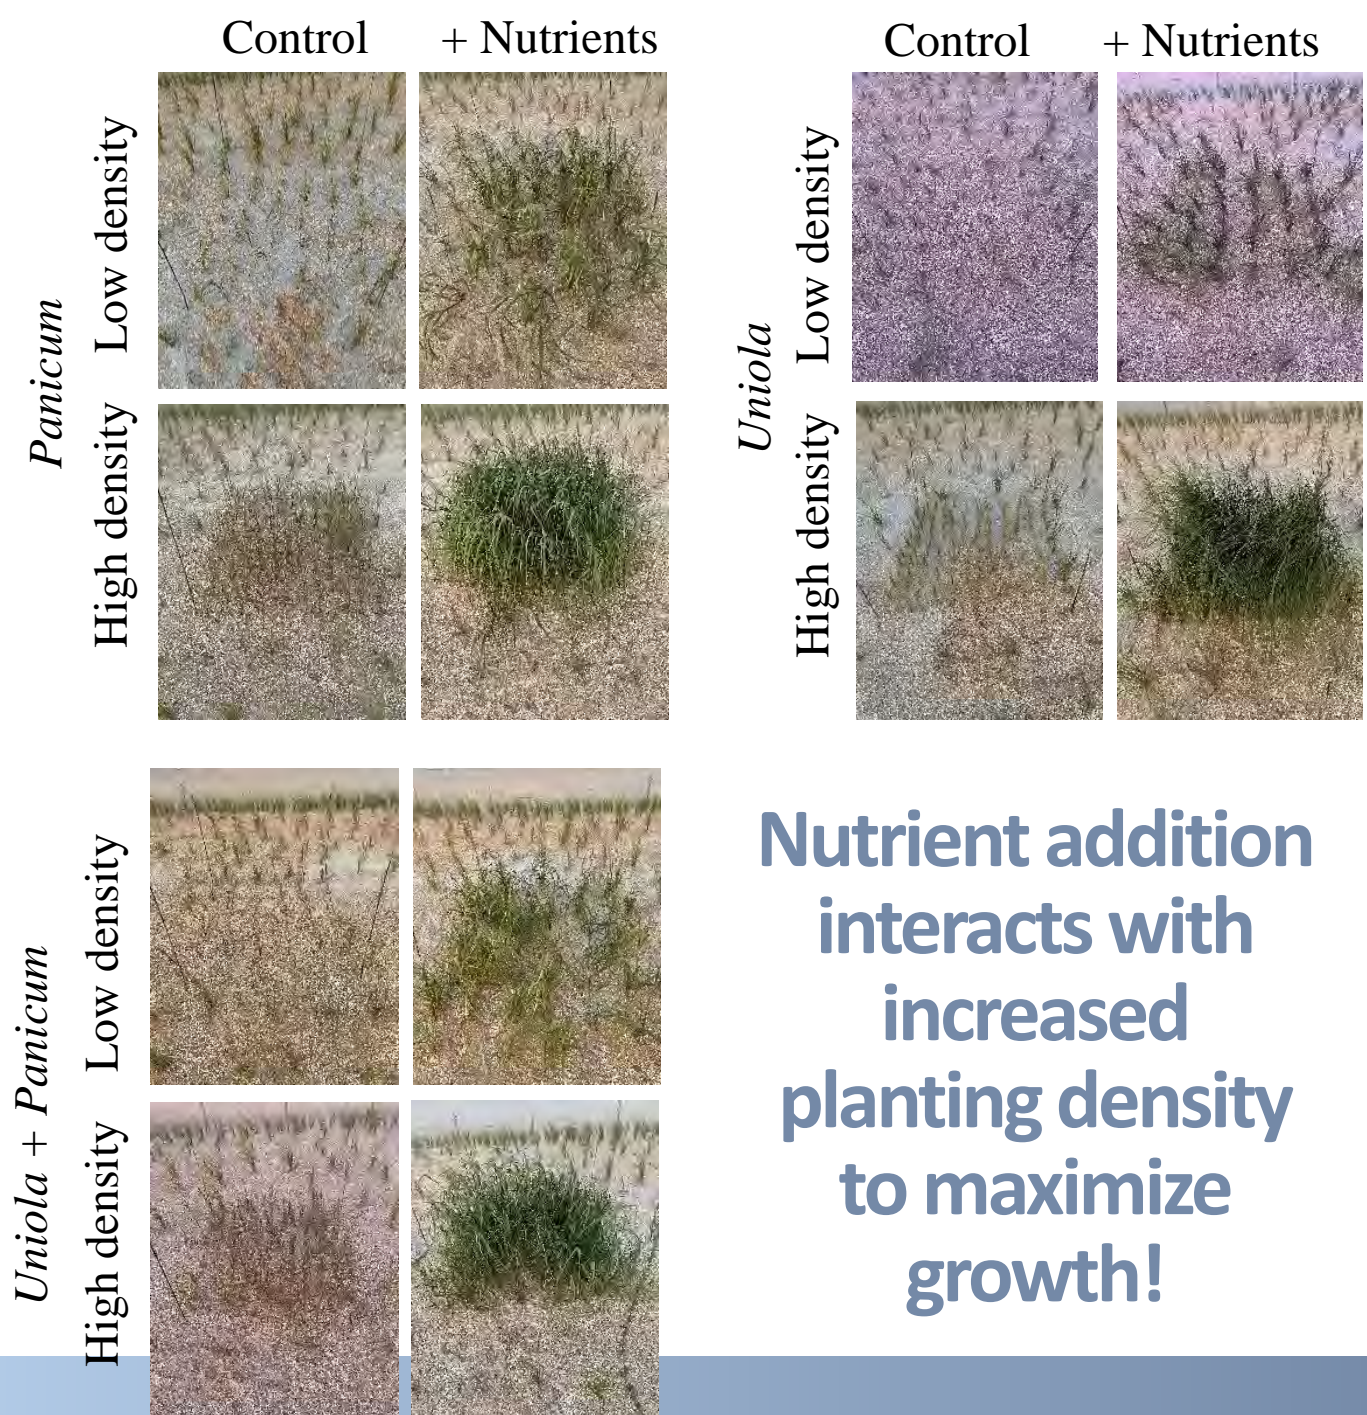 Control + Nutrients
Panicum
Low density
High density
Control + Nutrients
Uniola
Low density
High density
Uniola + Panicum
Low density
High density
Nutrient addition
interacts with
increased
planting density
to maximize
growth!